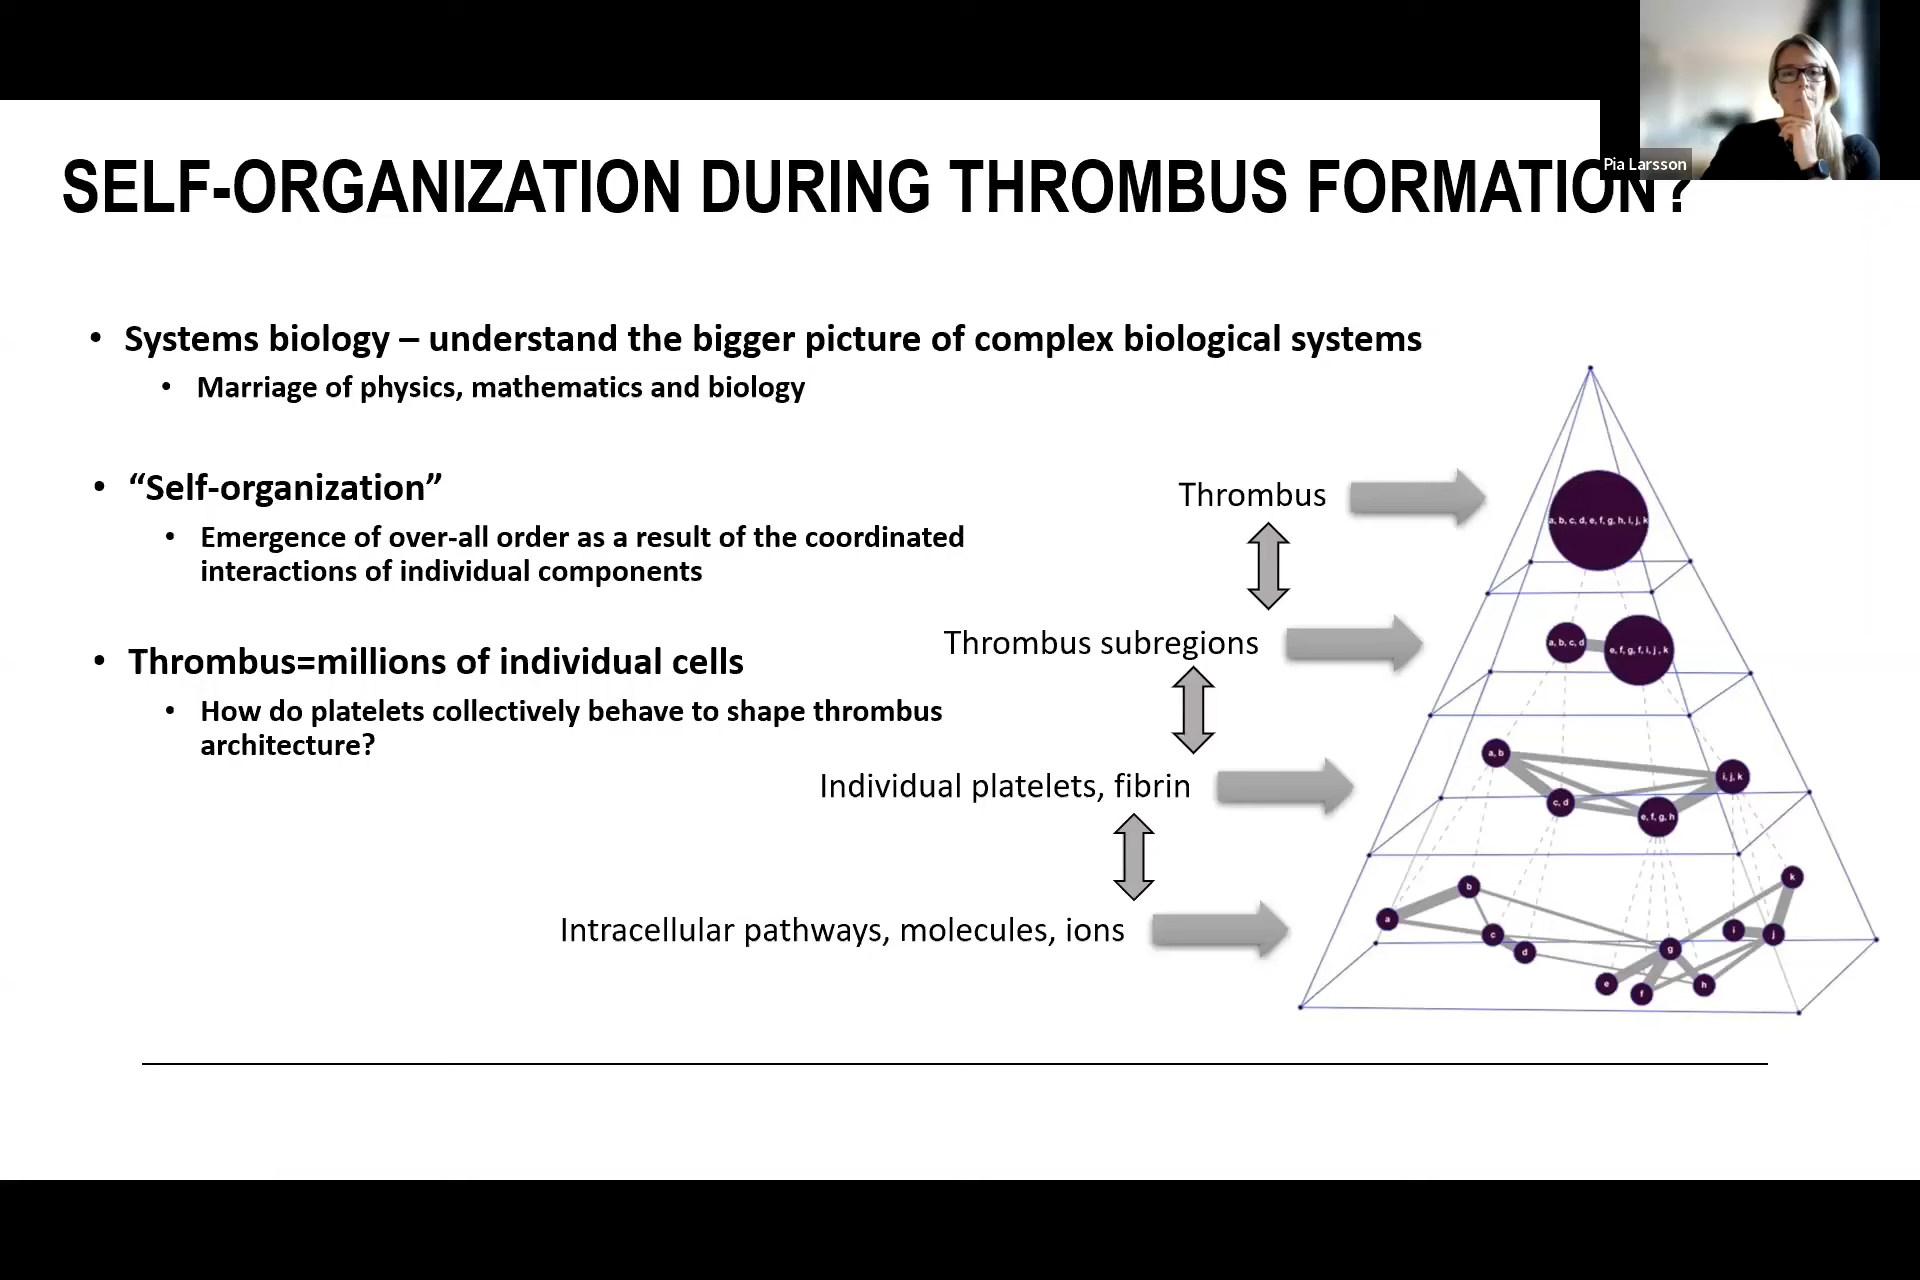 Pia Larsson
SELF-ORGANIZATION DURING THROMBUS FORMATION?
• Systems biology – understand the bigger picture of complex biological systems
• Marriage of physics, mathematics and biology
• “Self-organization”
• Emergence of over-all order as a result of the coordinated
interactions of individual components
• Thrombus=millions of individual cells
• How do platelets collectively behave to shape thrombus
architecture?
Thrombus
Thrombus subregions
Individual platelets, fibrin
Intracellular pathways, molecules, ions
a, b, c, d, e, f, g, h, i, j, k
a, b, c, d
e, f, g, f, i, j , k
a, b
i, j, k
c, d
e, f, g, h
k
b
a
i
j
c
g
d
e
h
f